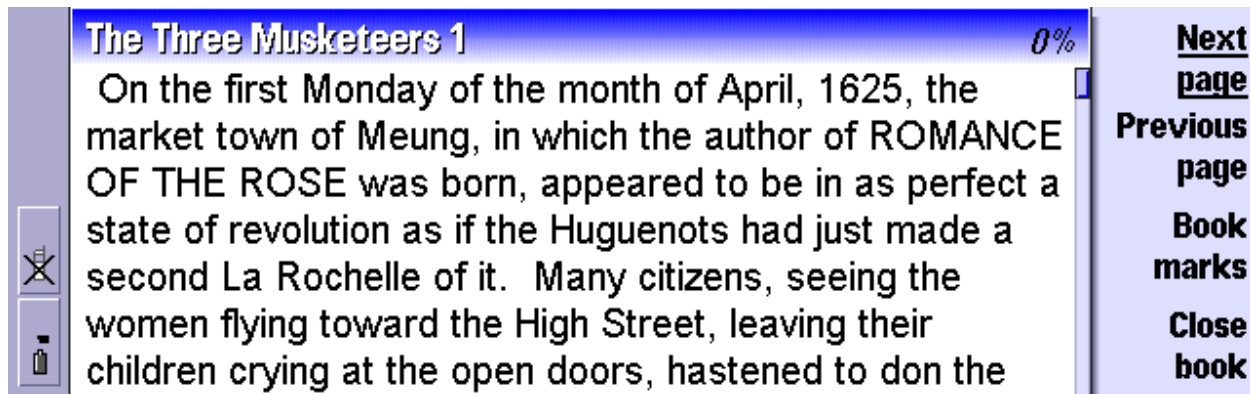 The Three Musketeers 1
0%
On the first Monday of the month of April, 1625, the
market town of Meung, in which the author of ROMANCE
OF THE ROSE was born, appeared to be in as perfect a
state of revolution as if the Huguenots had just made a
second La Rochelle of it.  Many citizens, seeing the
women flying toward the High Street, leaving their
children crying at the open doors, hastened to don the
Next
page
Previous
page
Book
marks
Close
book